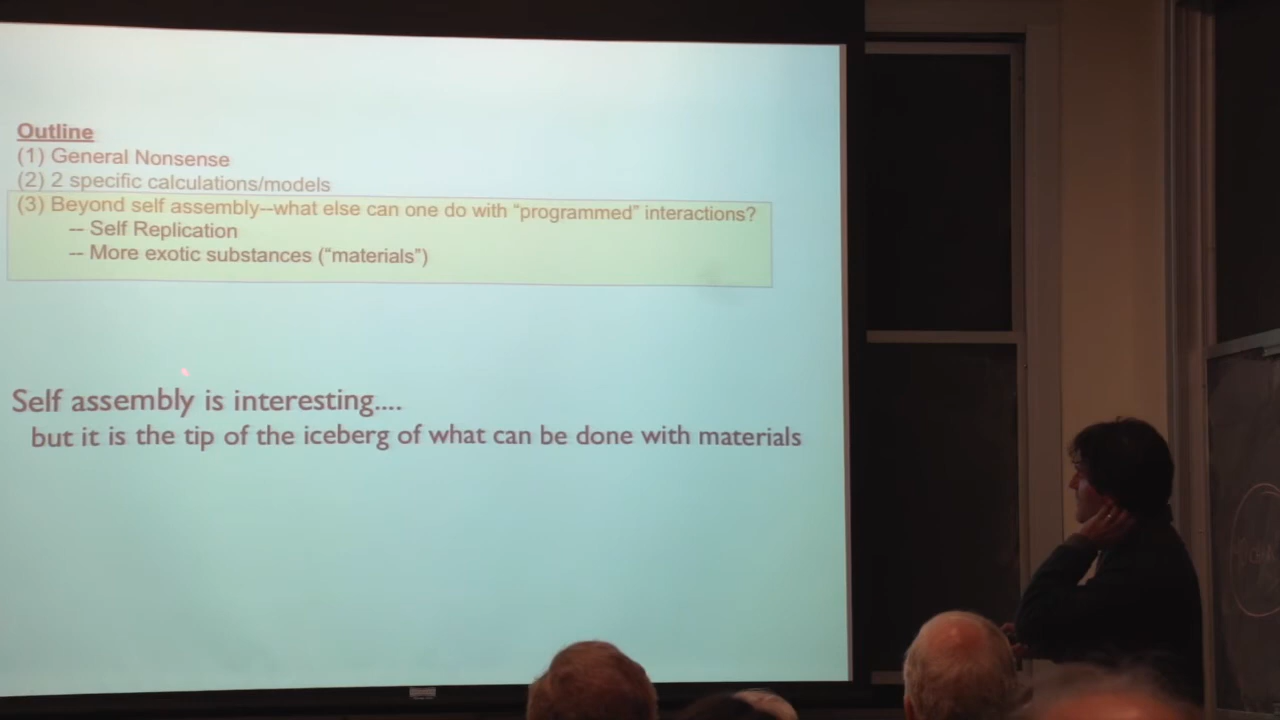 Outline
(1) General Nonsense
(2) 2 specific calculations/models
(3) Beyond self assembly--what else can one do with “programmed” interactions?
-- Self Replication
-- More exotic substances (“materials”)
Self assembly is interesting....
but it is the tip of the iceberg of what can be done with materials